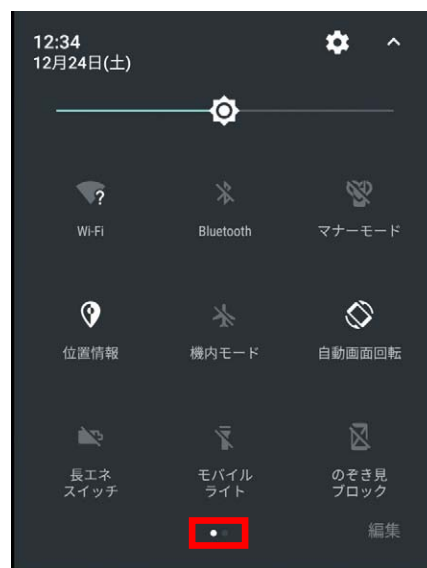 12:34
12月24日(土)
?
Wi-Fi
Bluetooth
マナーモード
位置情報
機内モード
自動画面回転
長エネ
スイッチ
モバイル
ライト
のぞき見
ブロック
編集